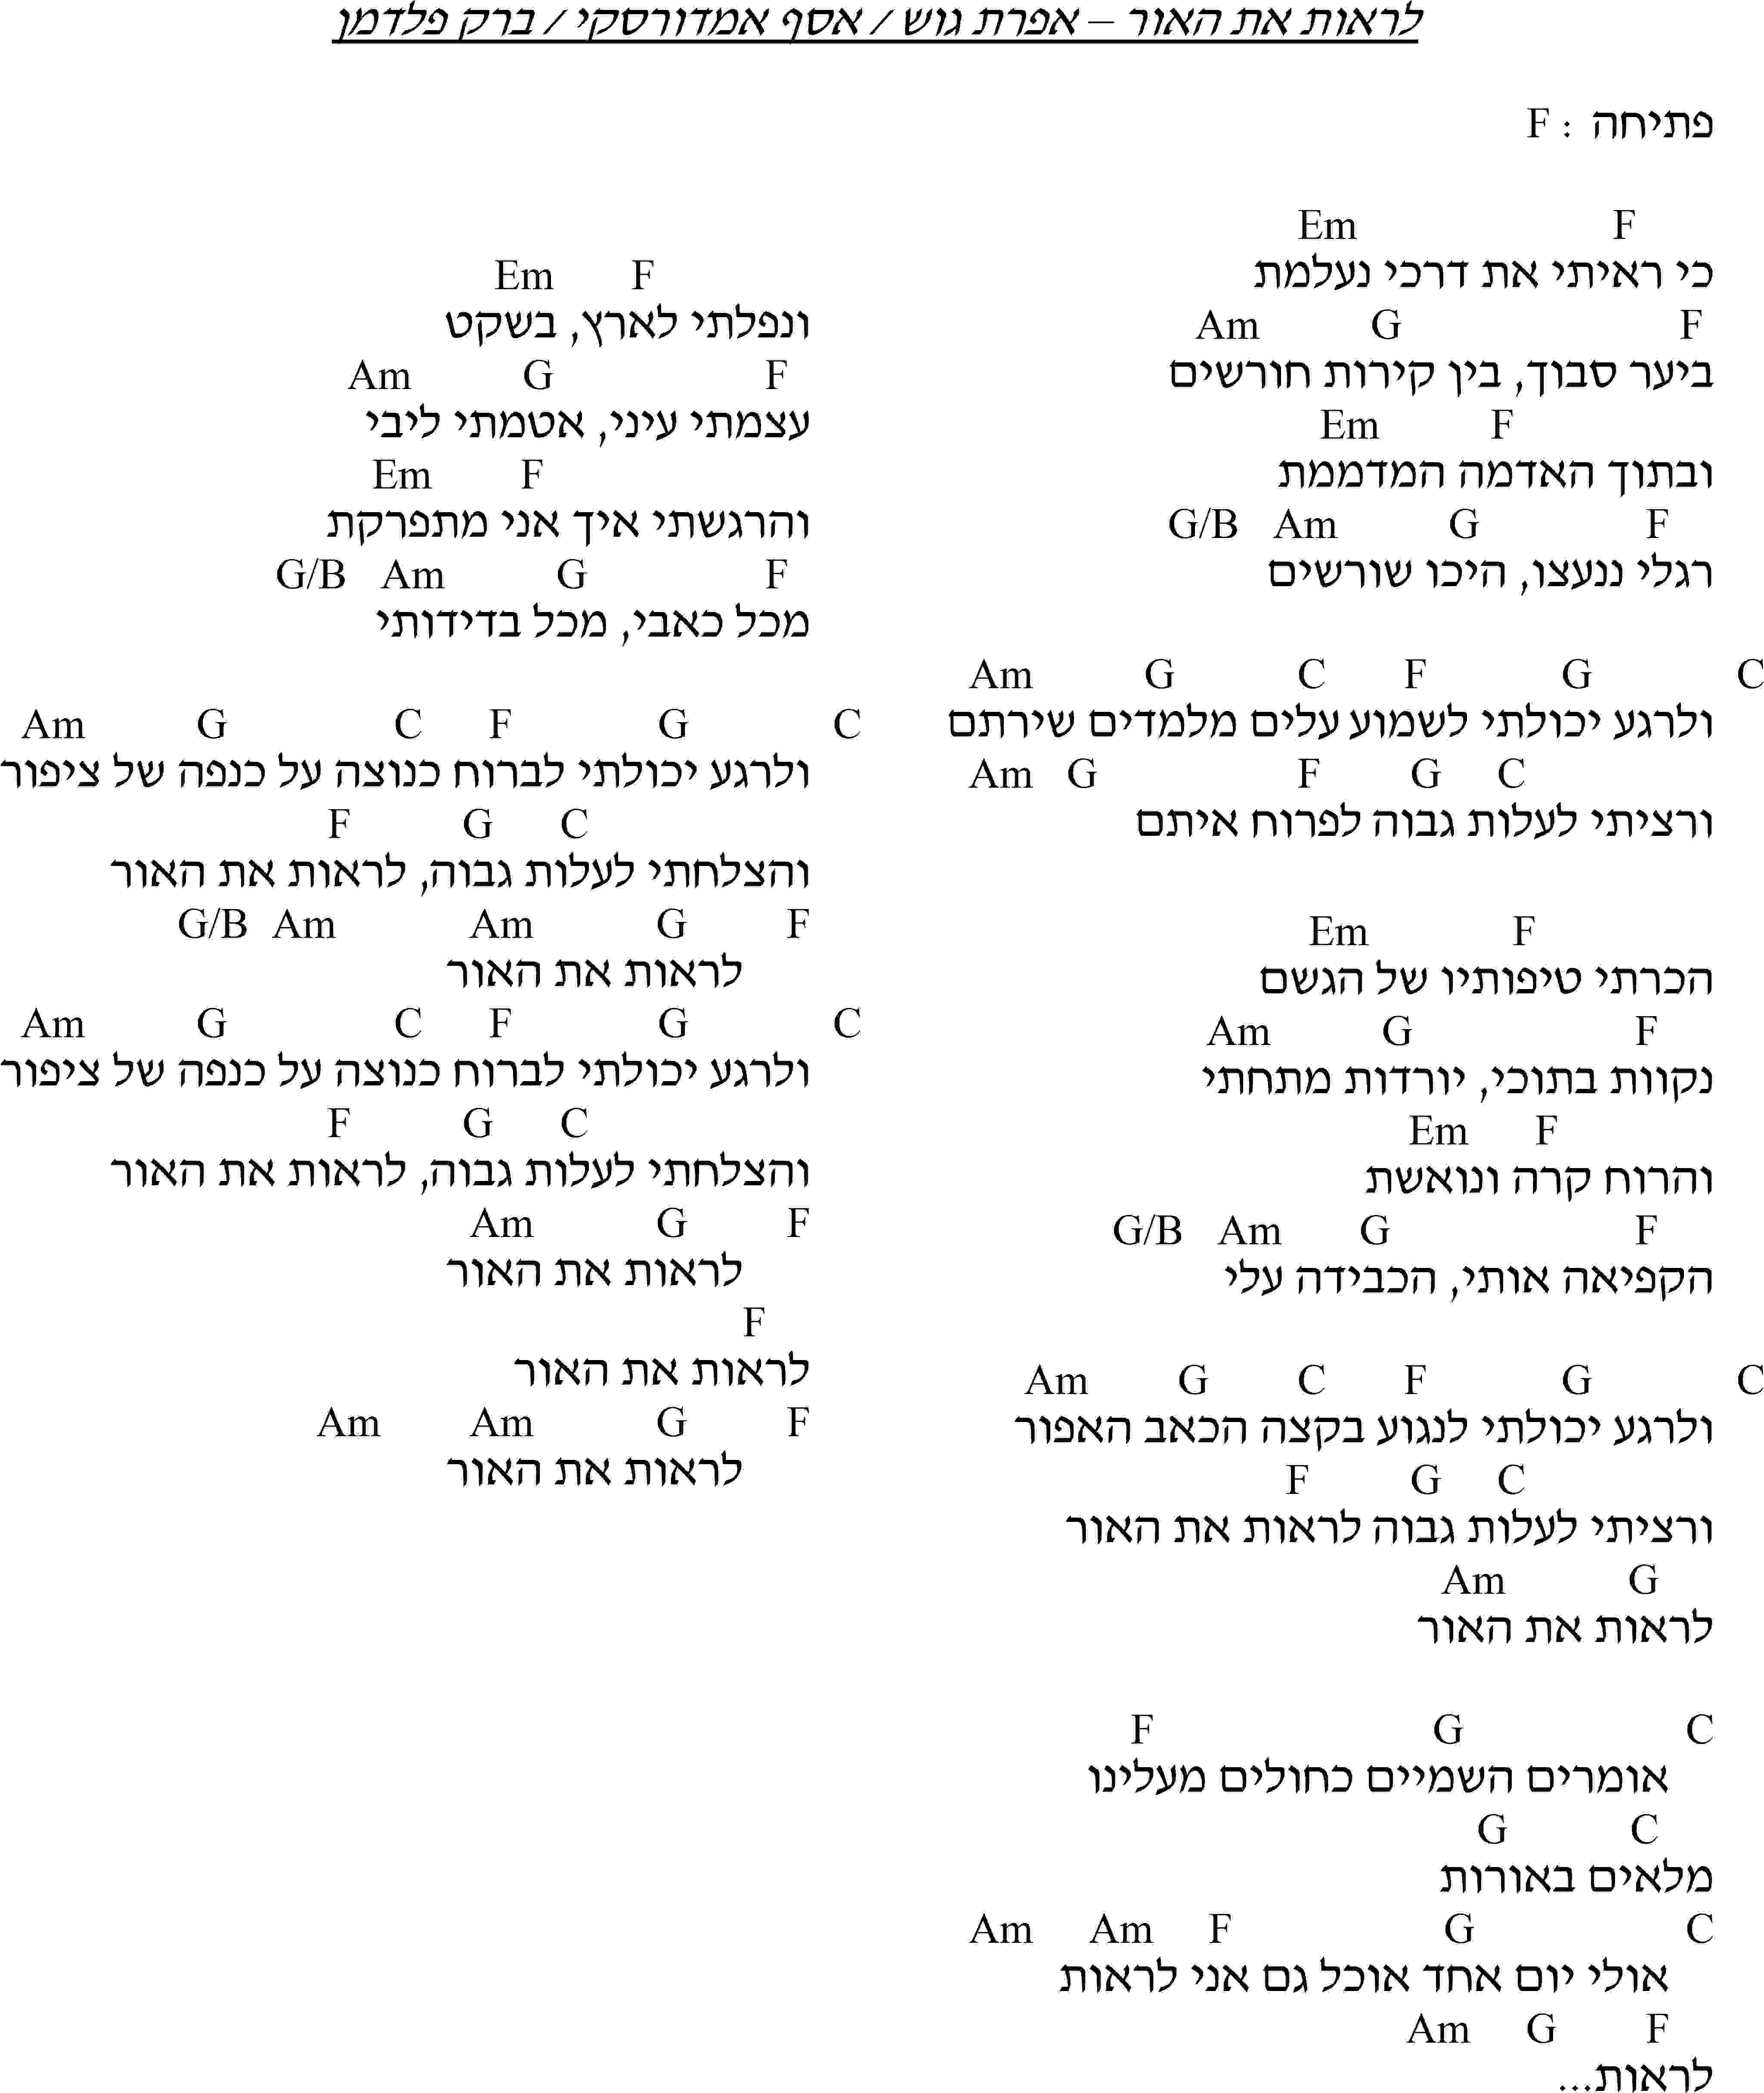 לראות את האור – אפרת גוש / אסף אמדורסקי / ברק פלדמן
פתיחה : F
F Em
כי ראיתי את דרכי נעלמת
F G Am
ביער סבוך, בין קירות חורשים
F Em
ובתוך האדמה המדממת
F G Am G/B
רגלי ננעצו, היכו שורשים
C G F C G Am
ולרגע יכולתי לשמוע עלים מלמדים שירתם
C G F G Am
ורציתי לעלות גבוה לפרוח איתם
F Em
הכרתי טיפותיו של הגשם
F G Am
נקוות בתוכי, יורדות מתחתי
F Em
והרוח קרה ונואשת
F G Am G/B
הקפיאה אותי, הכבידה עלי
C G F C G Am
ולרגע יכולתי לנגוע בקצה הכאב האפור
C G F
ורציתי לעלות גבוה לראות את האור
G Am
לראות את האור
C G F
אומרים השמיים כחולים מעלינו
C G
מלאים באורות
C G F Am Am
אולי יום אחד אוכל גם אני לראות
F G Am
לראות...
F Em
ונפלתי לארץ, בשקט
F G Am
עצמתי עיני, אטמתי ליבי
F Em
והרגשתי איך אני מתפרקת
F G Am G/B
מכל כאבי, מכל בדידותי
C G F C G Am
ולרגע יכולתי לברוח כנוצה על כנפה של ציפור
C G F
והצלחתי לעלות גבוה, לראות את האור
F G Am Am G/B
לראות את האור
C G F C G Am
ולרגע יכולתי לברוח כנוצה על כנפה של ציפור
C G F
והצלחתי לעלות גבוה, לראות את האור
F G Am
לראות את האור
F
לראות את האור
F G Am Am
לראות את האור